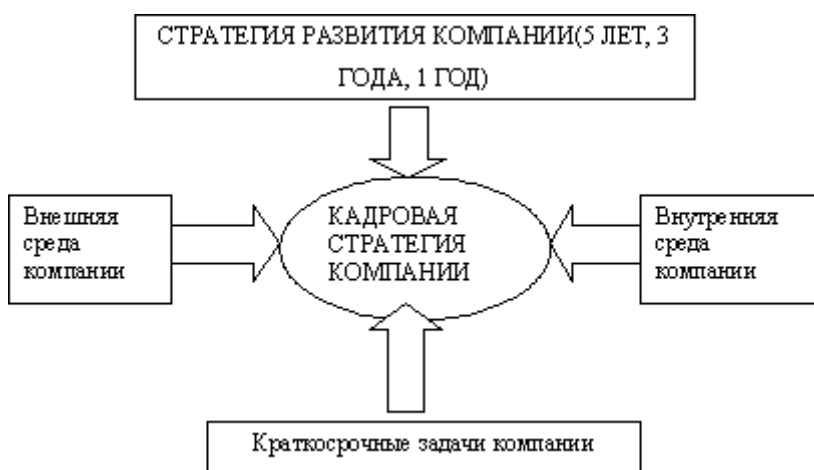 СТРАТЕГИЯ РАЗВИТИЯ КОМПАНИИ(5 ЛЕТ, 3
ГОДА, 1 ГОД)
Внешняя
среда
компании
КАДРОВАЯ
СТРАТЕГИЯ
КОМПАНИИ
Внутренняя
среда
компании
Краткосрочные задачи компании